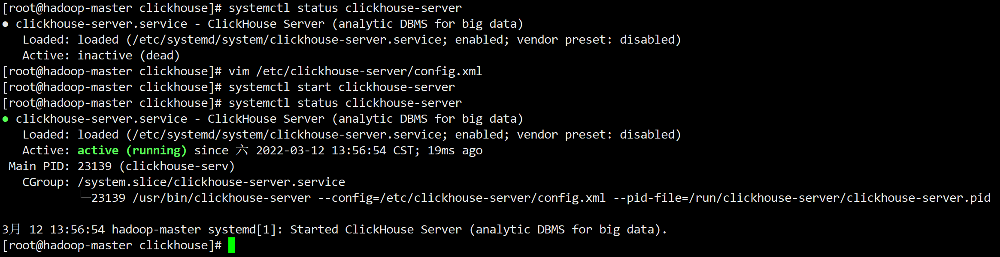 [root@hadoop-master clickhouse]# systemctl status clickhouse-server
● clickhouse-server.service - ClickHouse Server (analytic DBMS for big data)
   Loaded: loaded (/etc/systemd/system/clickhouse-server.service; enabled; vendor preset: disabled)
   Active: inactive (dead)
[root@hadoop-master clickhouse]# vim /etc/clickhouse-server/config.xml
[root@hadoop-master clickhouse]# systemctl start clickhouse-server
[root@hadoop-master clickhouse]# systemctl status clickhouse-server
● clickhouse-server.service - ClickHouse Server (analytic DBMS for big data)
   Loaded: loaded (/etc/systemd/system/clickhouse-server.service; enabled; vendor preset: disabled)
   Active: active (running) since 六 2022-03-12 13:56:54 CST; 19ms ago
 Main PID: 23139 (clickhouse-serv)
   CGroup: /system.slice/clickhouse-server.service
           └─23139 /usr/bin/clickhouse-server --config=/etc/clickhouse-server/config.xml --pid-file=/run/clickhouse-server/clickhouse-server.pid

3月 12 13:56:54 hadoop-master systemd[1]: Started ClickHouse Server (analytic DBMS for big data).
[root@hadoop-master clickhouse]#